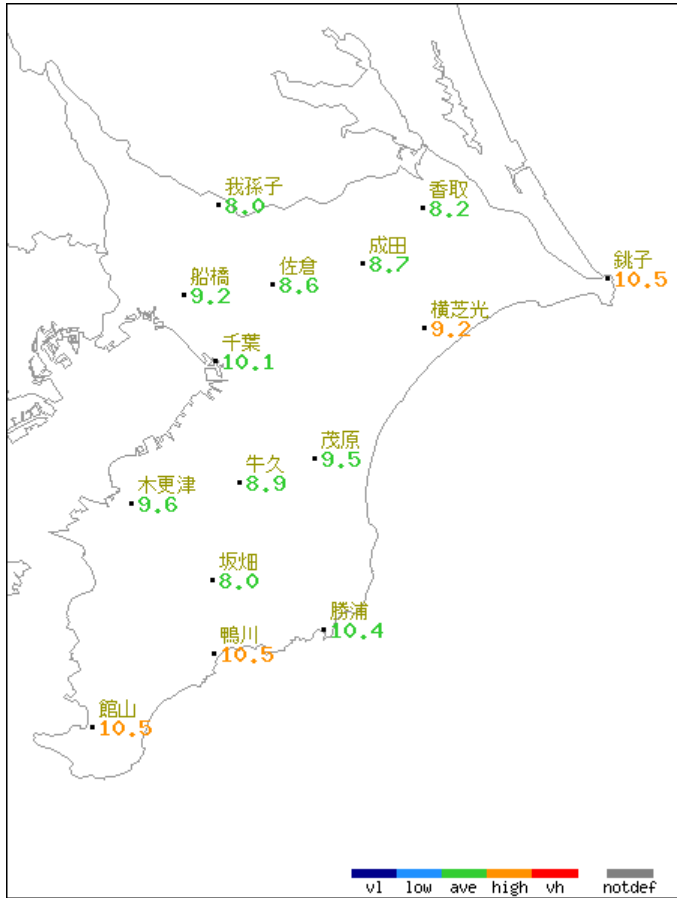 我孫子
8.0
香取
8.2
成田
8.7
銚子
10.5
佐倉
8.6
船橋
9.2
横芝光
9.2
千葉
10.1
茂原
9.5
牛久
8.9
木更津
9.6
坂畑
8.0
勝浦
10.4
鴨川
10.5
館山
10.5
vl low ave high vh notdef